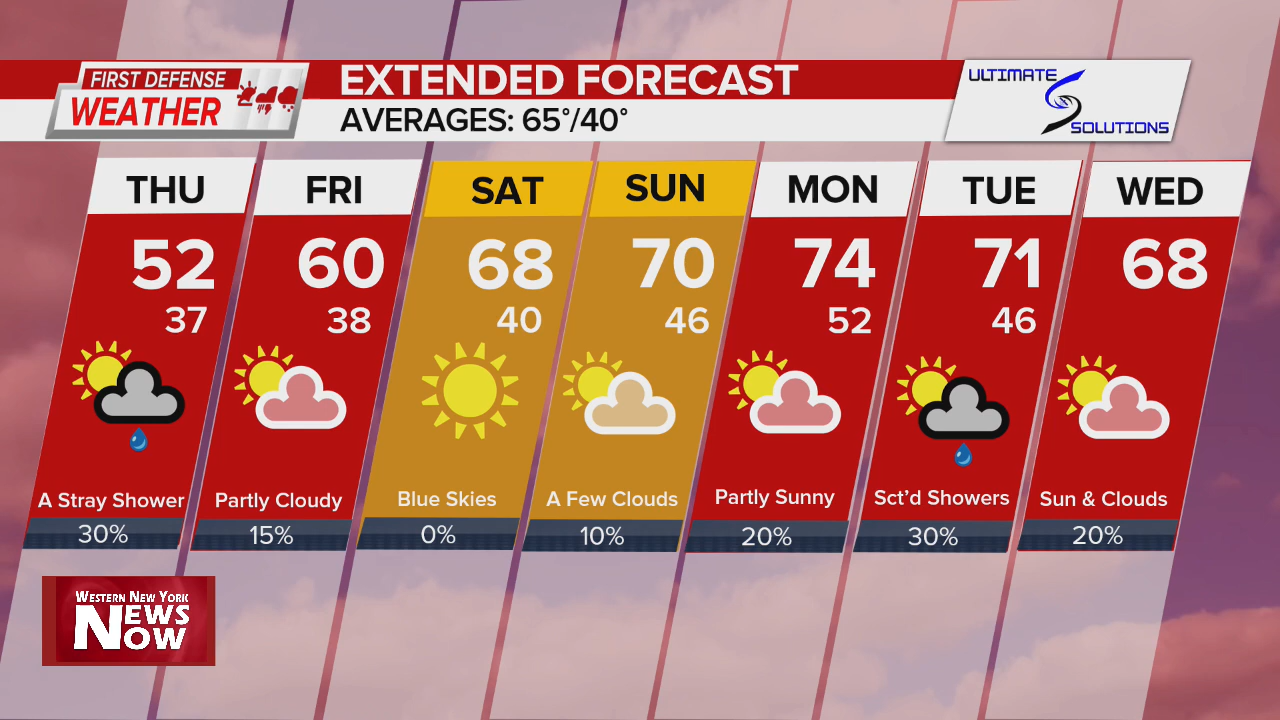 FIRST DEFENSE
WEATHER
EXTENDED FORECAST
AVERAGES: 65°/40°
ULTIMATE
SOLUTIONS
THU FRI SAT SUN MON TUE WED
52 60 68 70 74 71 68
37 38 40 46 52 46
A Stray Shower Partly Cloudy Blue Skies A Few Clouds Partly Sunny Sct'd Showers Sun & Clouds
30% 15% 0% 10% 20% 30% 20%
WESTERN NEW YORK
NEWS
NOW